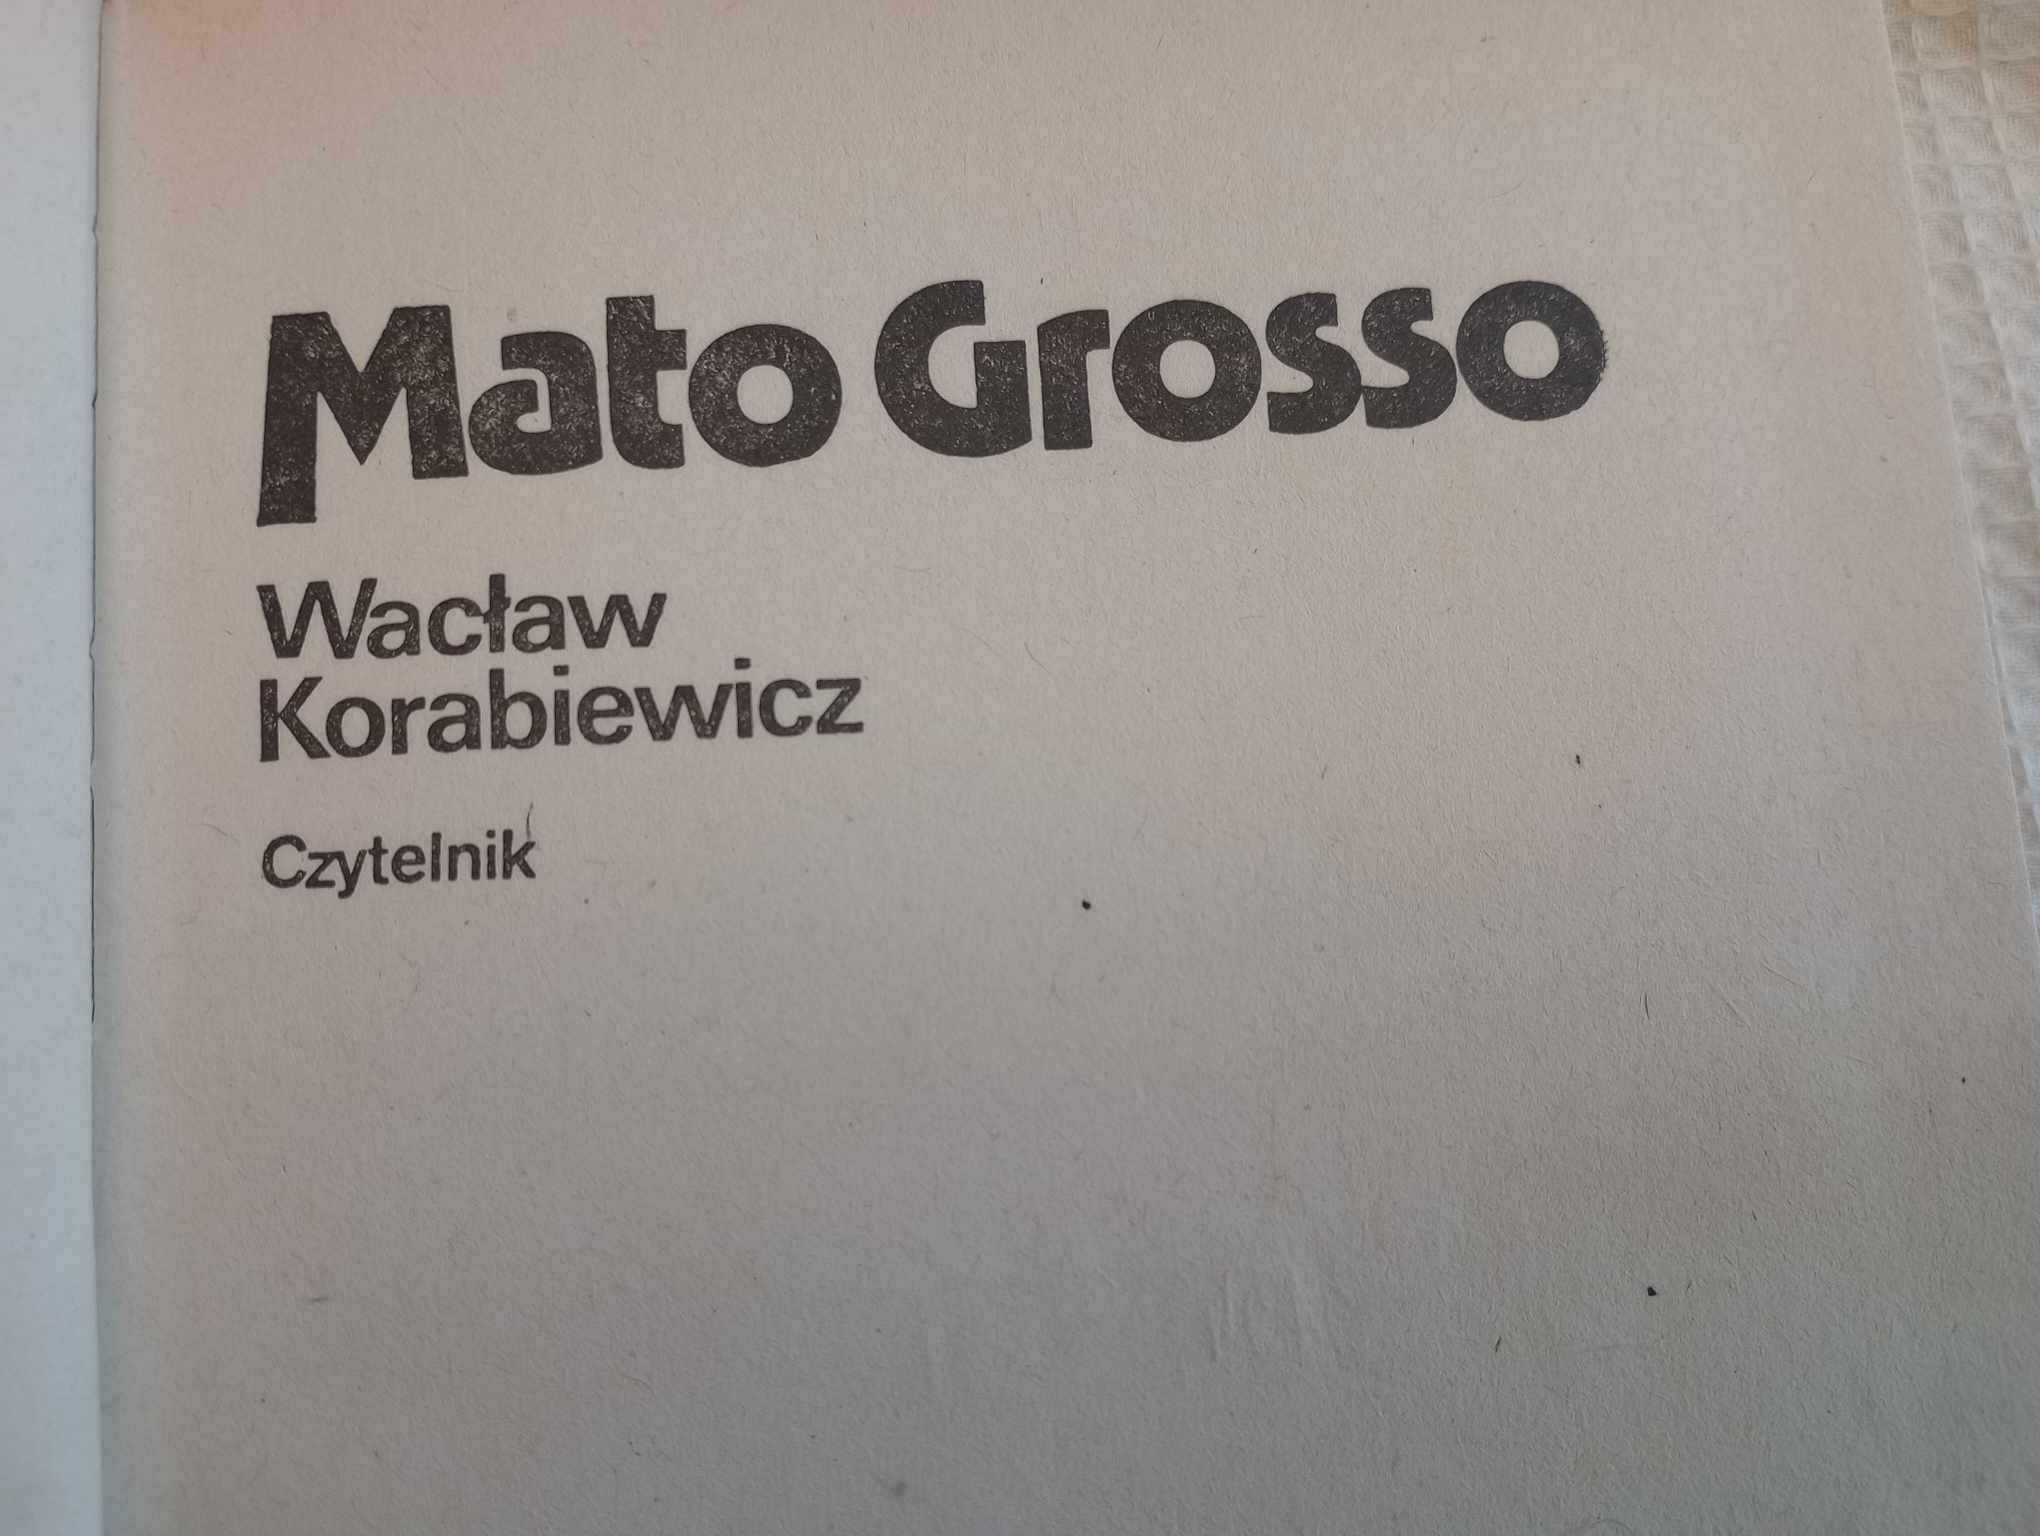 Mato Grosso
Wacław
Korabiewicz
Czytelnik